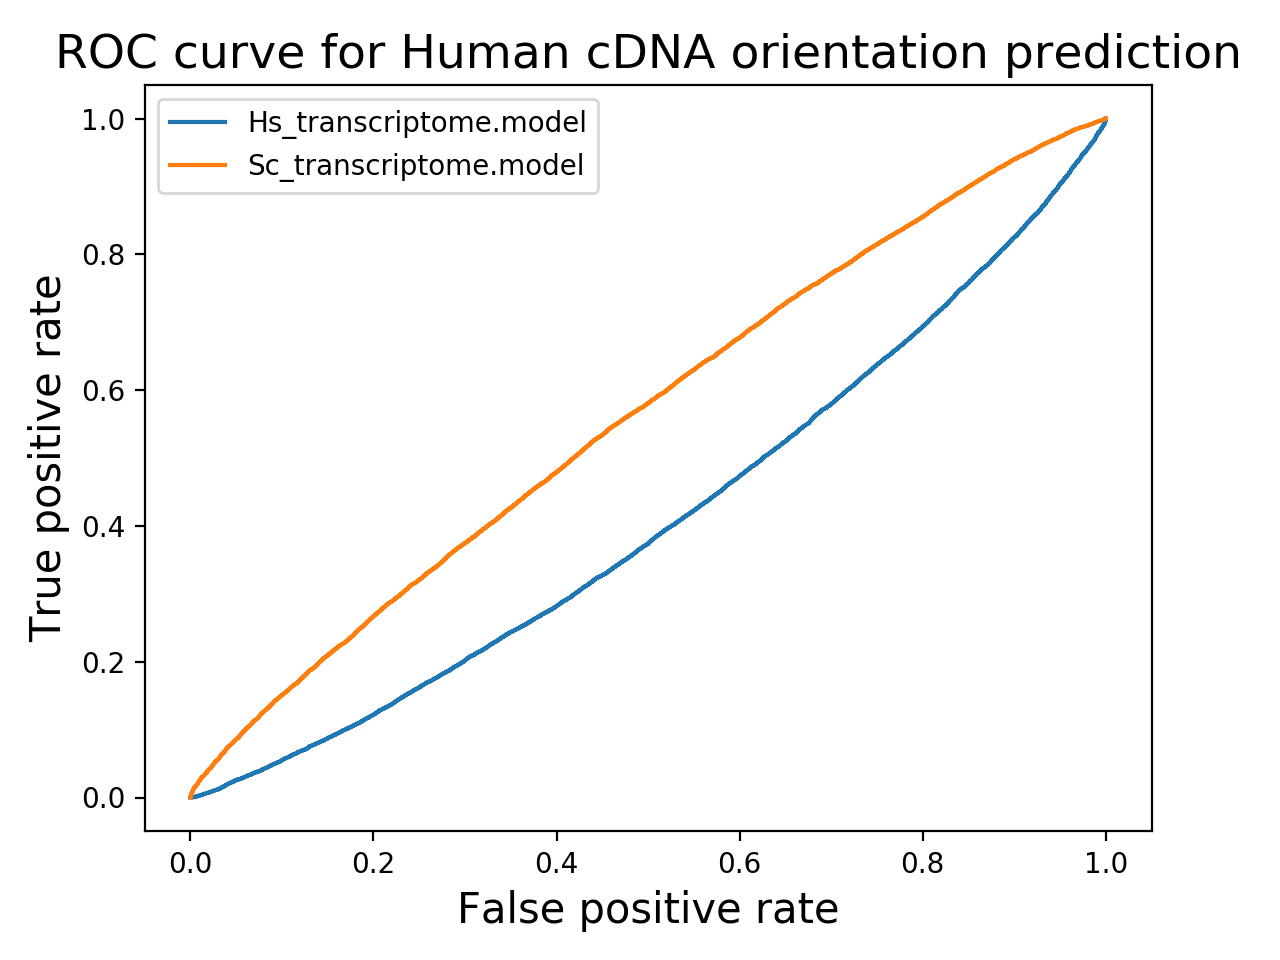 ROC curve for Human cDNA orientation prediction
Hs_transcriptome.model
Sc_transcriptome.model
1.0
0.8
0.6
0.4
0.2
0.0
True positive rate
0.0 0.2 0.4 0.6 0.8 1.0
False positive rate